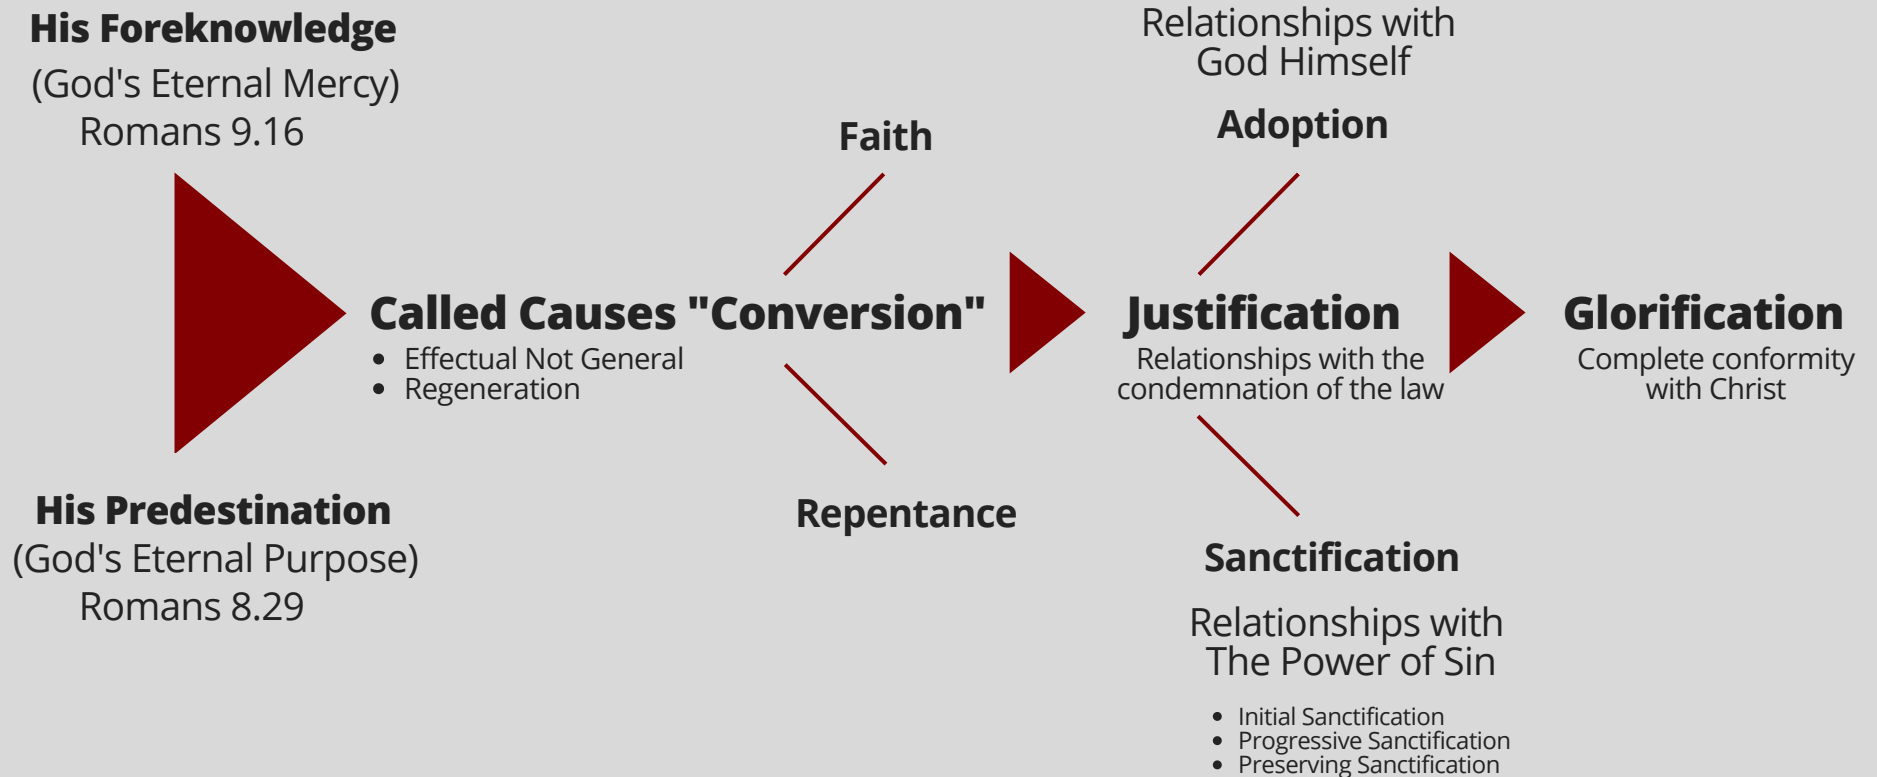 His Foreknowledge
(God's Eternal Mercy)
Romans 9.16
His Predestination
(God's Eternal Purpose)
Romans 8.29
Called Causes "Conversion"
• Effectual Not General
• Regeneration
Faith
Repentance
Relationships with
God Himself
Adoption
Justification
Relationships with the
condemnation of the law
Sanctification
Relationships with
The Power of Sin
• Initial Sanctification
• Progressive Sanctification
• Preserving Sanctification
Glorification
Complete conformity
with Christ